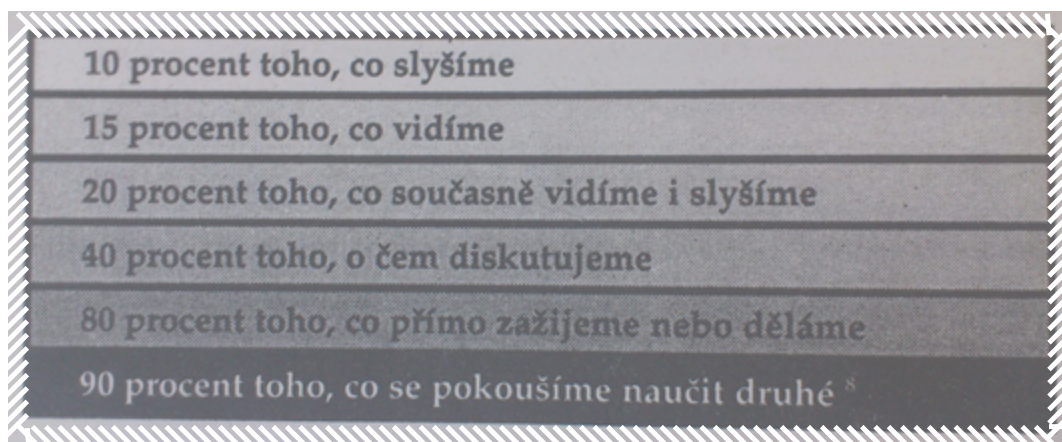 10 procent toho, co slyšíme
15 procent toho, co vidíme
20 procent toho, co současně vidíme i slyšíme
40 procent toho, o čem diskutujeme
80 procent toho, co přímo zažijeme nebo děláme
90 procent toho, co se pokoušíme naučit druhé ⁸